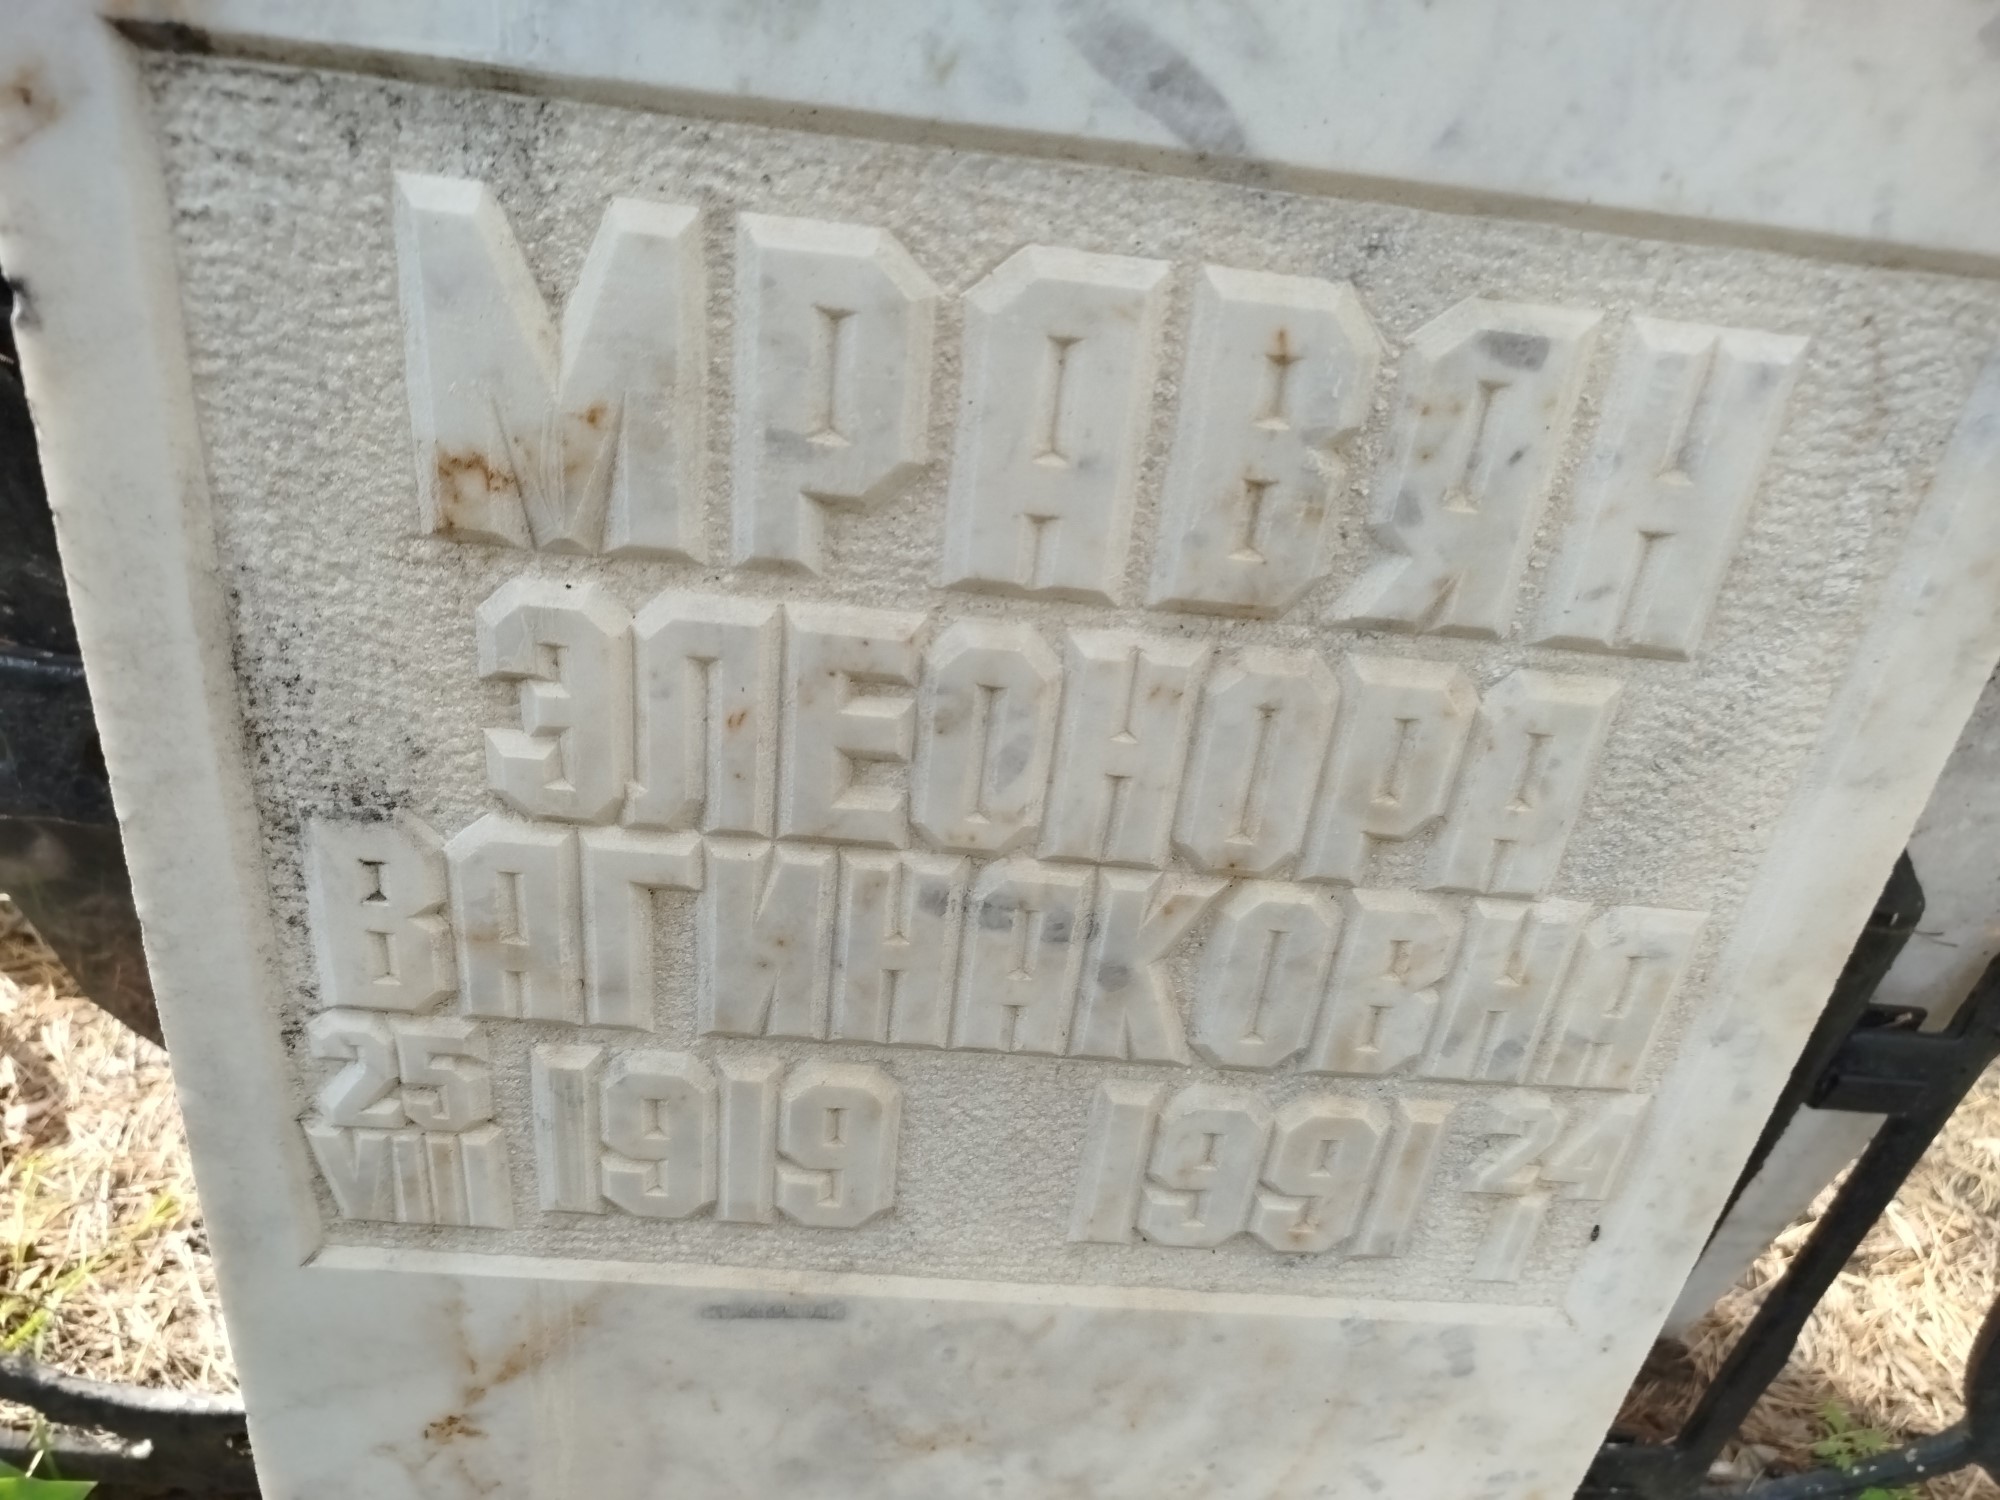 МРАВЯН
ЭЛЕОНОРА
ВАГИНАКОВНА
25 VIII 1919 1991 24 I